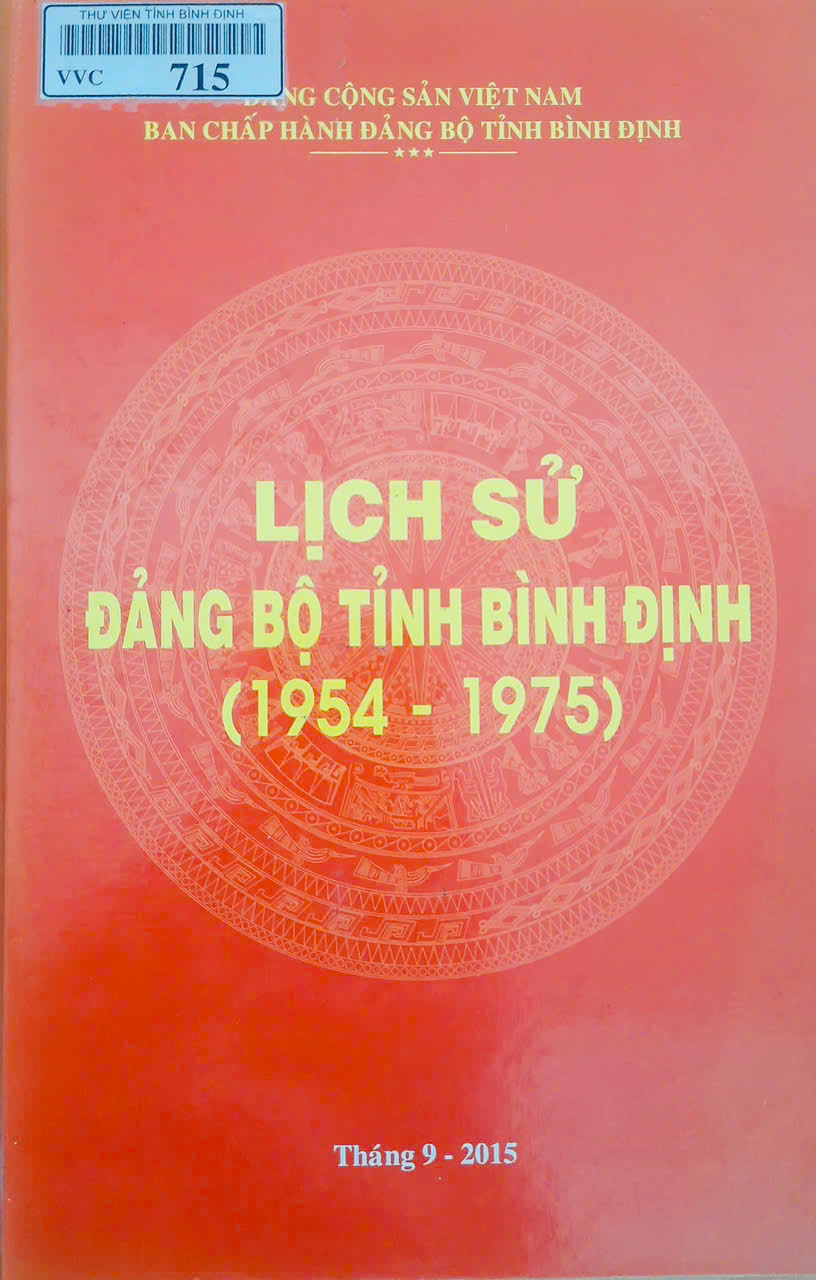 THƯ VIỆN TỈNH BÌNH ĐỊNH
VVC 715
ĐẢNG CỘNG SẢN VIỆT NAM
BAN CHẤP HÀNH ĐẢNG BỘ TỈNH BÌNH ĐỊNH
LỊCH SỬ
ĐẢNG BỘ TỈNH BÌNH ĐỊNH
(1954 - 1975)
Tháng 9 - 2015